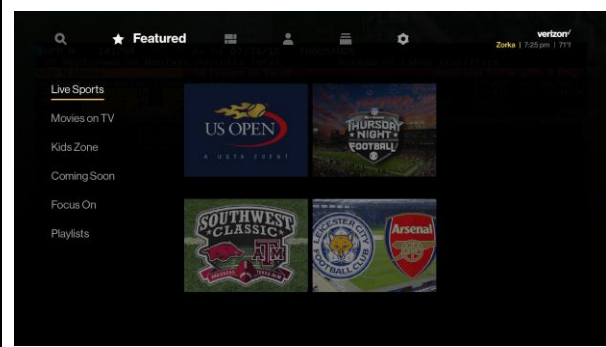 Featured
verizon✓
Zorka | 7:25 pm | 71°f
Live Sports
Movies on TV
Kids Zone
Coming Soon
Focus On
Playlists
US OPEN
A USTA EVENT
THURSDAY
NIGHT
FOOTBALL
SOUTHWEST
CLASSIC
LEICESTER CITY
FOOTBALL CLUB
Arsenal